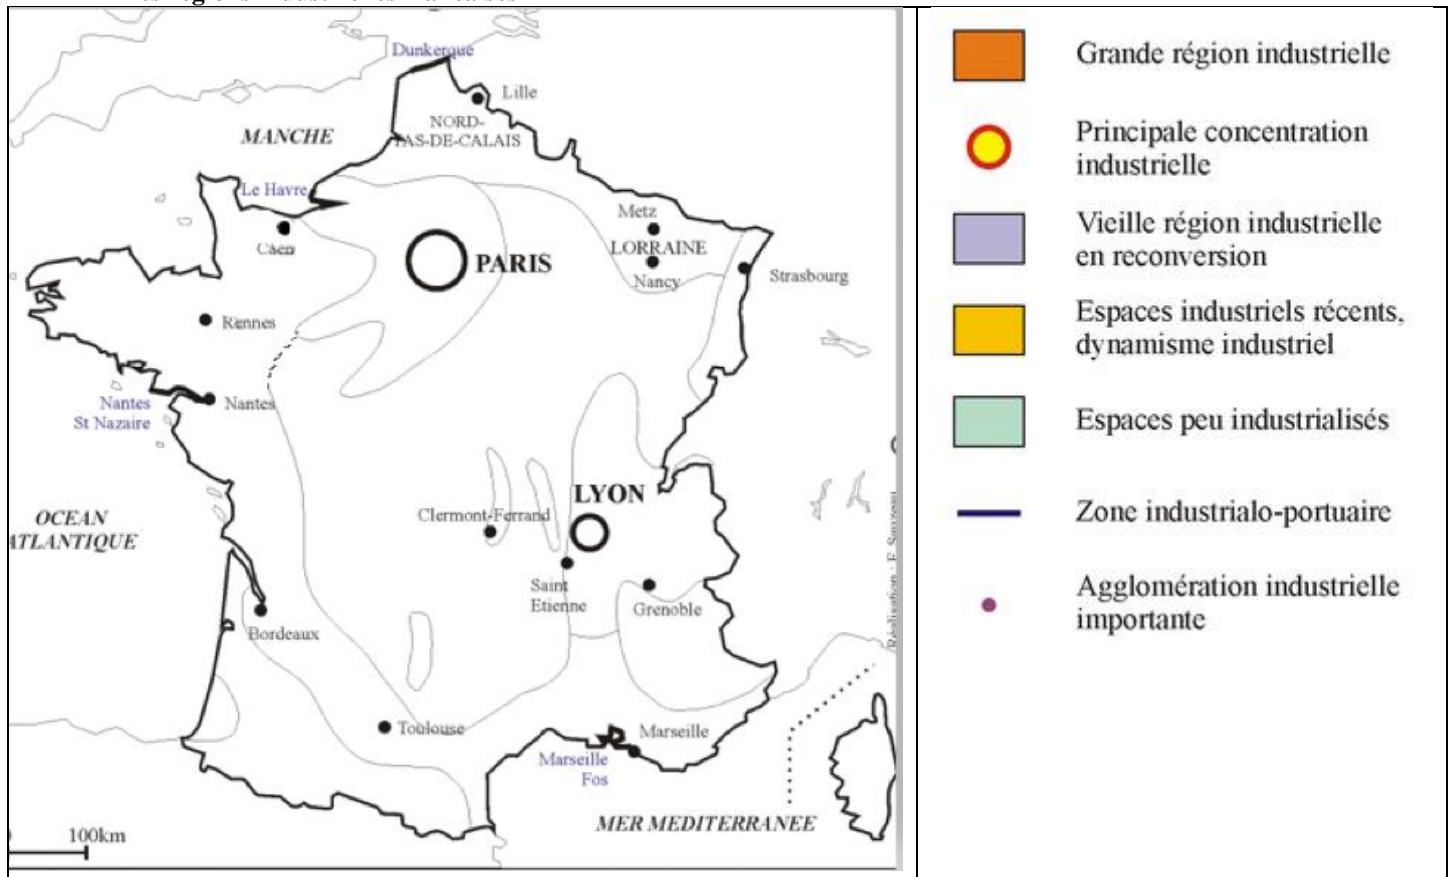 Dunkerque
Lille
NORD-
PAS-DE-CALAIS
MANCHE
Le Havre
Caen
Metz
LORRAINE
Nancy
PARIS
Strasbourg
Rennes
Nantes
St Nazaire
Nantes
LYON
Clermont-Ferrand
OCEAN
ATLANTIQUE
Saint
Etienne
Grenoble
Bordeaux
Réalisation : F. Sauzeau
Toulouse
Marseille
Marseille
Fos
MER MEDITERRANEE
100km
Grande région industrielle
Principale concentration
industrielle
Vieille région industrielle
en reconversion
Espaces industriels récents,
dynamisme industriel
Espaces peu industrialisés
Zone industrialo-portuaire
Agglomération industrielle
importante